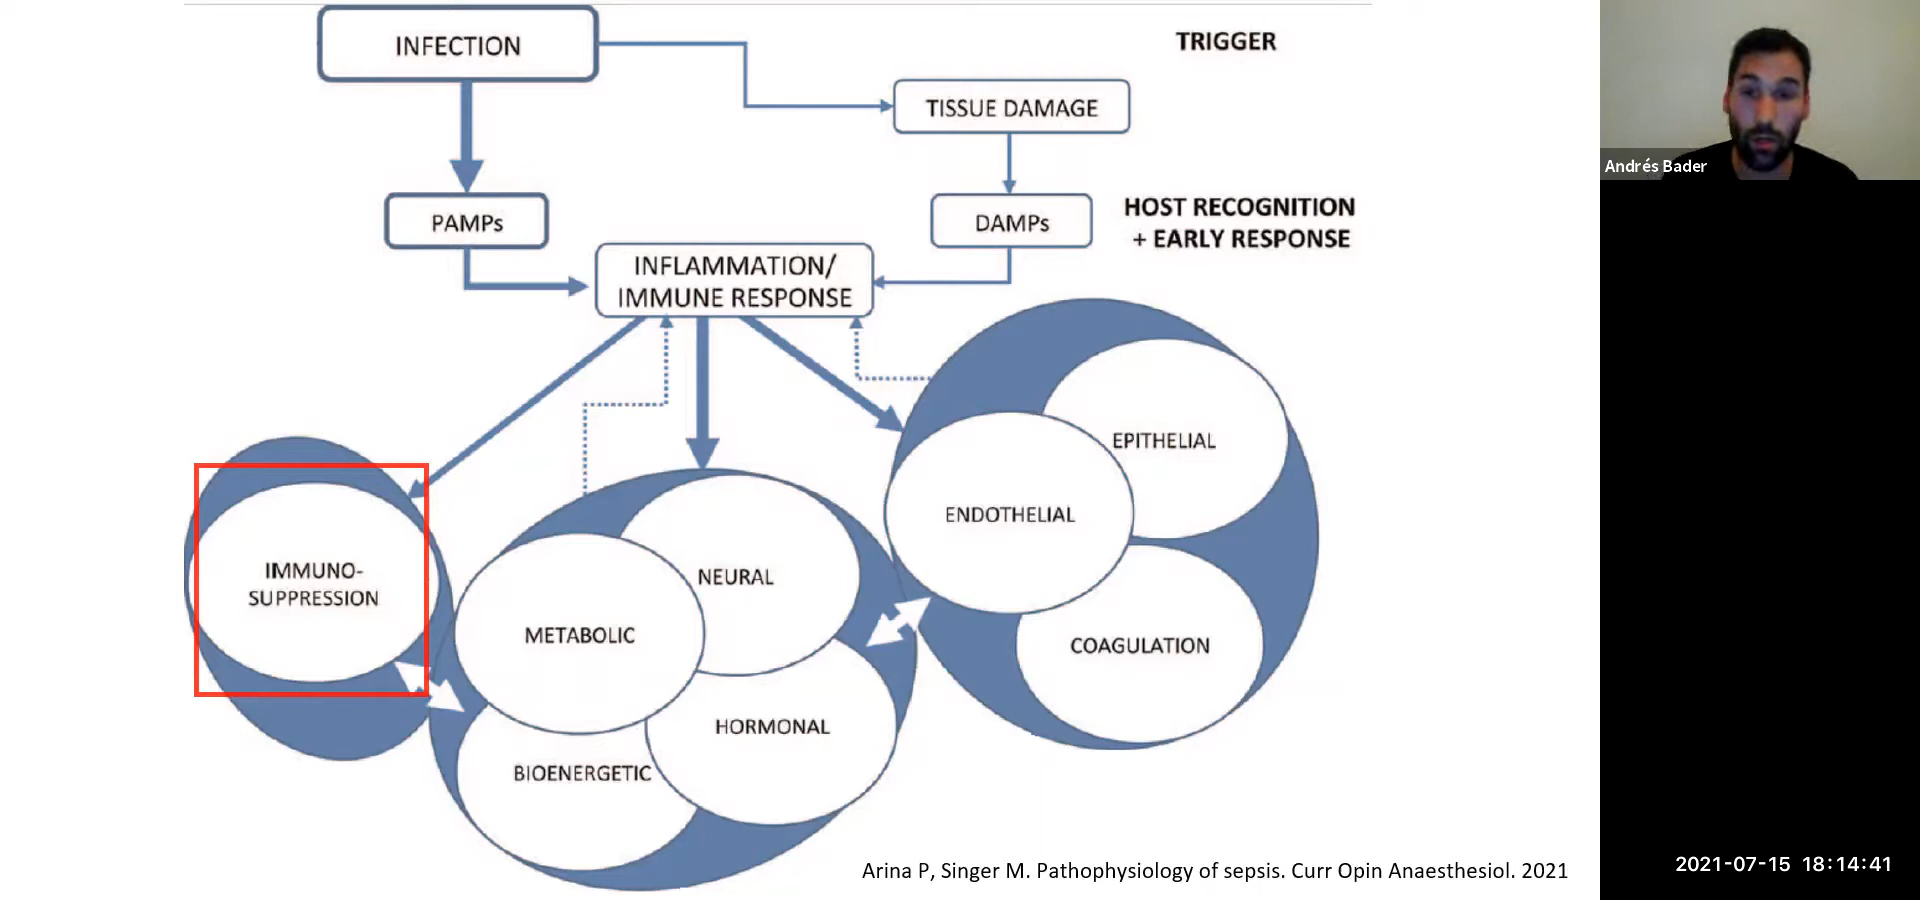 INFECTION
TRIGGER
TISSUE DAMAGE
PAMPs
DAMPs
HOST RECOGNITION
+ EARLY RESPONSE
INFLAMMATION/
IMMUNE RESPONSE
EPITHELIAL
ENDOTHELIAL
COAGULATION
IMMUNO-
SUPPRESSION
NEURAL
METABOLIC
HORMONAL
BIOENERGETIC
Arina P, Singer M. Pathophysiology of sepsis. Curr Opin Anaesthesiol. 2021
Andrés Bader
2021-07-15 18:14:41